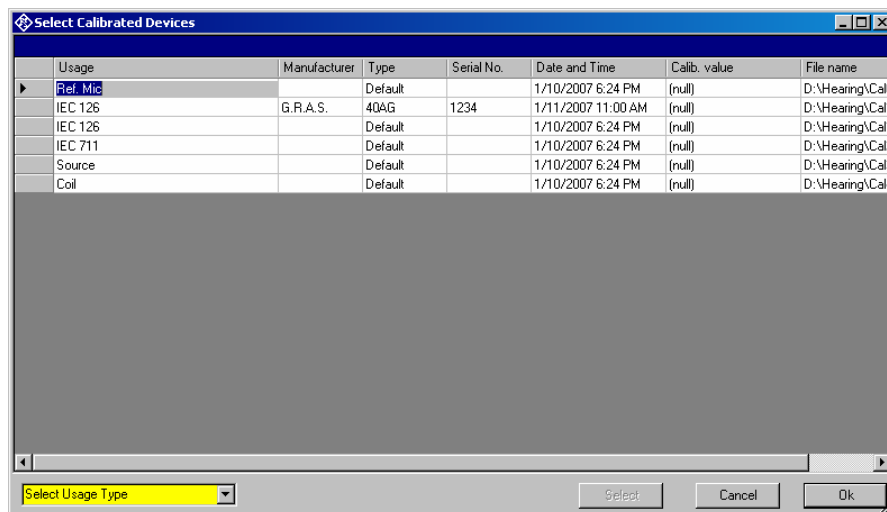 Select Calibrated Devices
Usage Manufacturer Type Serial No. Date and Time Calib. value File name
Ref. Mic Default 1/10/2007 6:24 PM (null) D:\Hearing\Cal
IEC 126 G.R.A.S. 40AG 1234 1/11/2007 11:00 AM (null) D:\Hearing\Cal
IEC 126 Default 1/10/2007 6:24 PM (null) D:\Hearing\Cal
IEC 711 Default 1/10/2007 6:24 PM (null) D:\Hearing\Cal
Source Default 1/10/2007 6:24 PM (null) D:\Hearing\Cal
Coil Default 1/10/2007 6:24 PM (null) D:\Hearing\Cal
Select Usage Type Select Cancel Ok